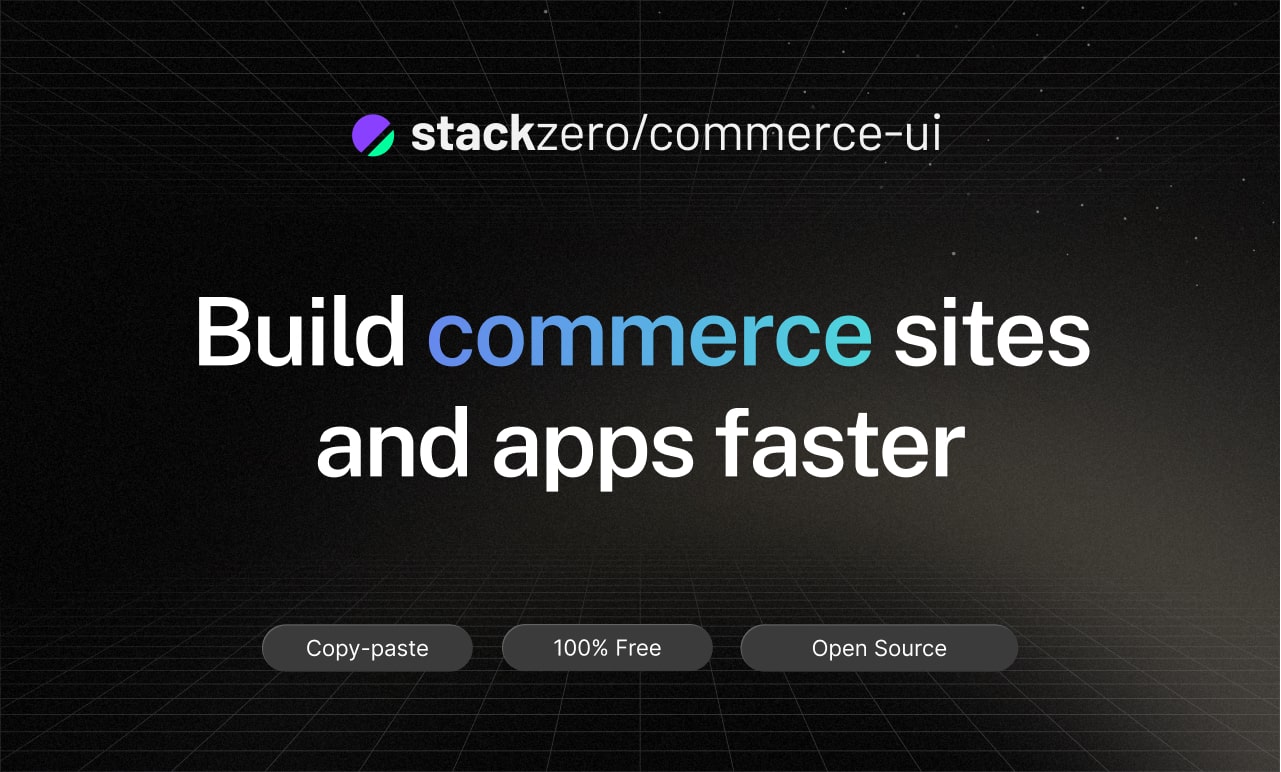 stackzero/commerce-ui
Build commerce sites
and apps faster
Copy-paste
100% Free
Open Source